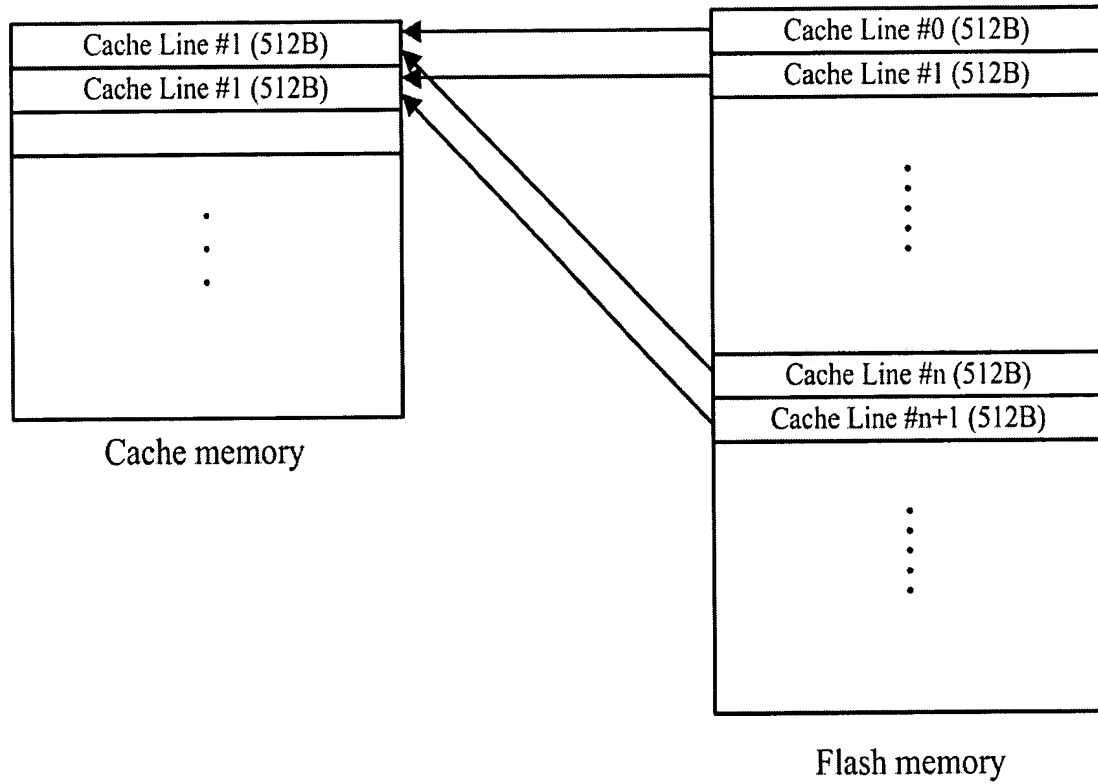 Cache Line #1 (512B)
Cache Line #1 (512B)
Cache memory
Cache Line #0 (512B)
Cache Line #1 (512B)
Cache Line #n (512B)
Cache Line #n+1 (512B)
Flash memory